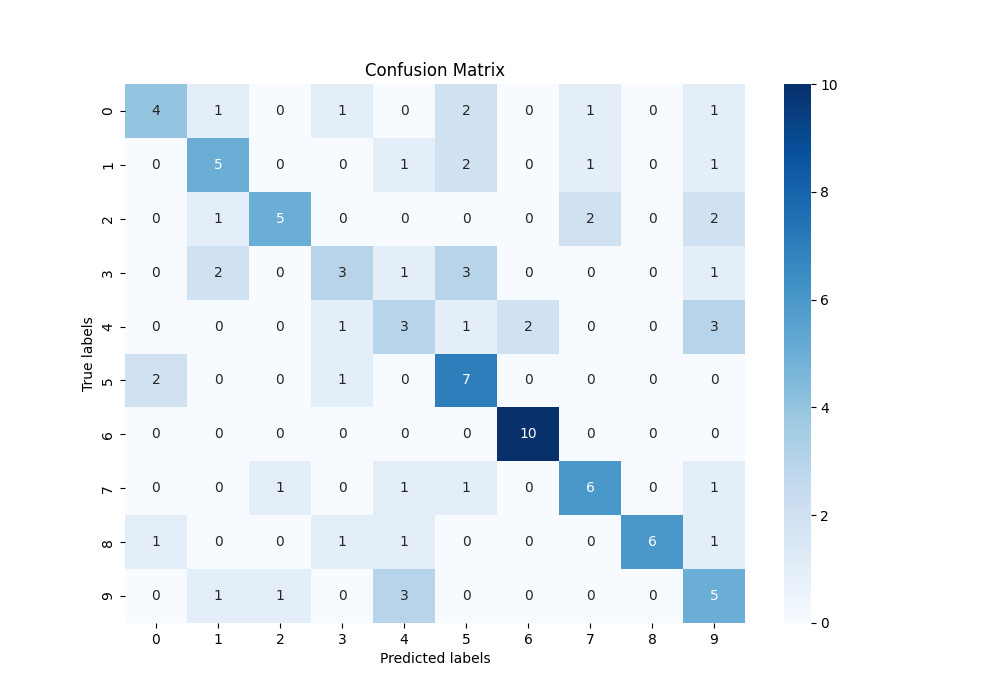 Confusion Matrix
0 4 1 0 1 0 2 0 1 0 1
1 0 5 0 0 1 2 0 1 0 1
2 0 1 5 0 0 0 0 2 0 2
3 0 2 0 3 1 3 0 0 0 1
4 0 0 0 1 3 1 2 0 0 3
5 2 0 0 1 0 7 0 0 0 0
6 0 0 0 0 0 0 10 0 0 0
7 0 0 1 0 1 1 0 6 0 1
8 1 0 0 1 1 0 0 0 6 1
9 0 1 1 0 3 0 0 0 0 5
0 1 2 3 4 5 6 7 8 9
Predicted labels
True labels
10
8
6
4
2
0